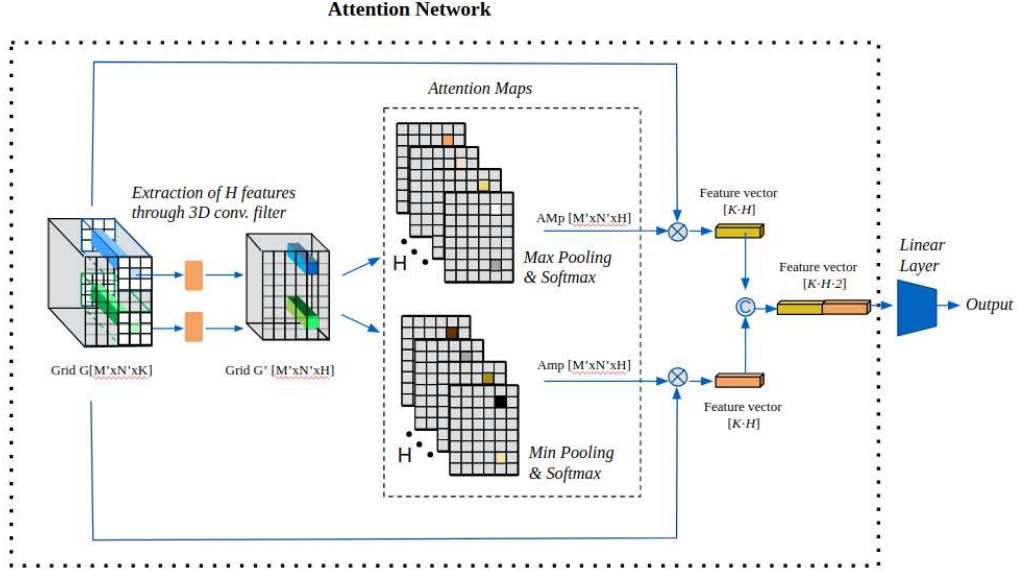 Attention Network
Attention Maps
Extraction of H features
through 3D conv. filter
Grid G[M'xN'xK]
Grid G' [M'xN'xH]
H
AMp [M'xN'xH]
Max Pooling
& Softmax
H
Amp [M'xN'xH]
Min Pooling
& Softmax
Feature vector
[K·H]
C
Feature vector
[K·H]
Feature vector
[K·H·2]
Linear
Layer
Output